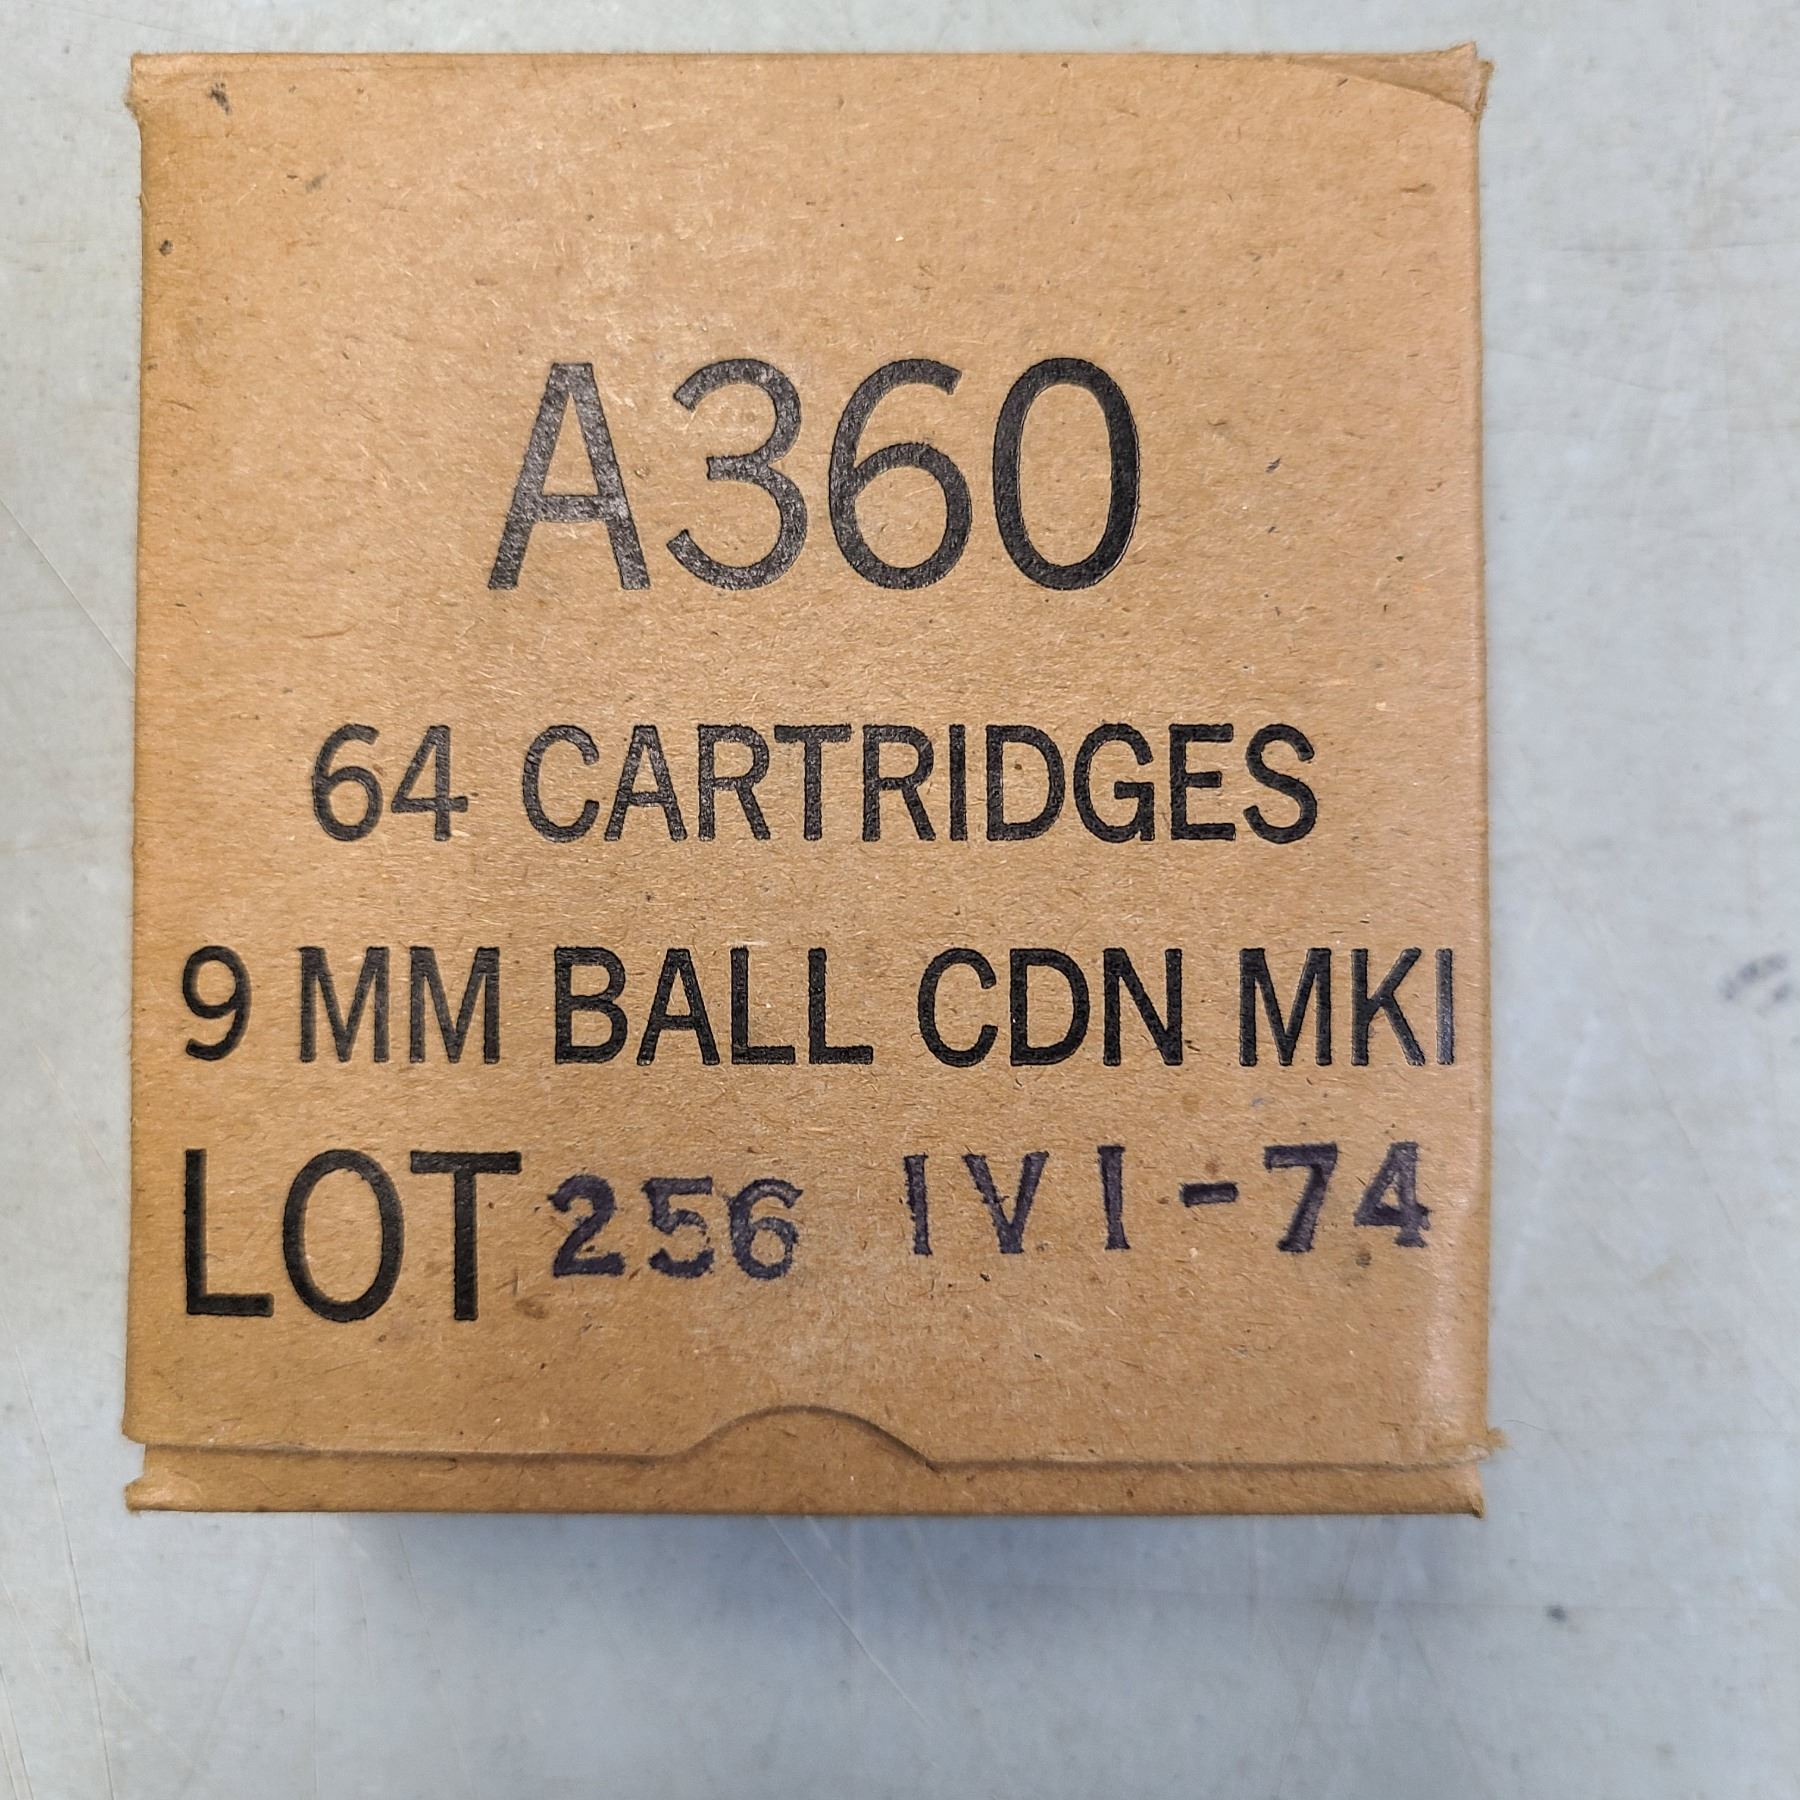 A360
64 CARTRIDGES
9 MM BALL CDN MKI
LOT 256 IVI-74